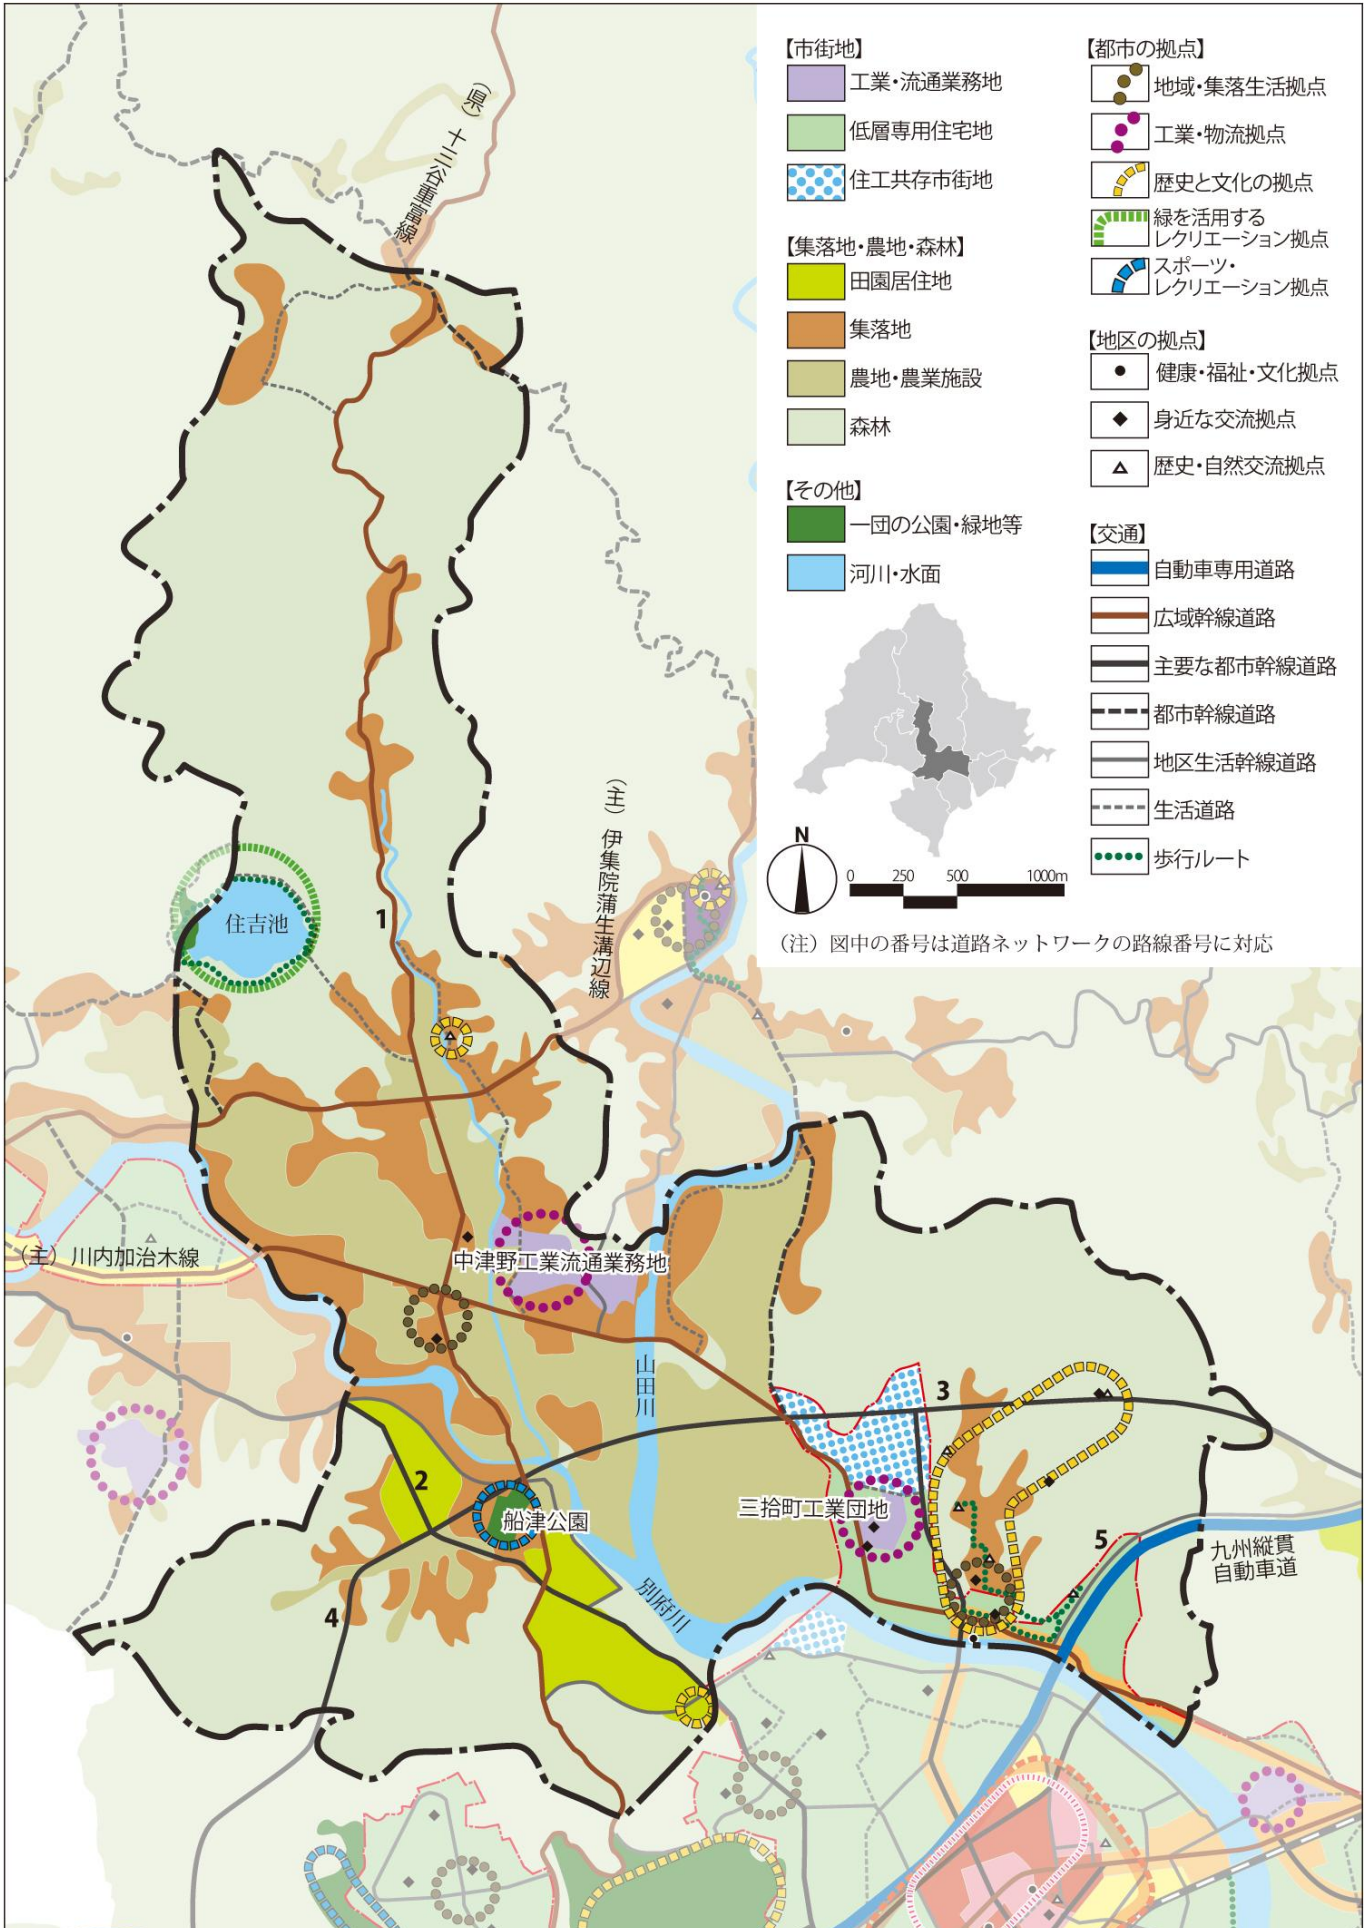 【市街地】
工業・流通業務地
低層専用住宅地
住工共存市街地
【集落地・農地・森林】
田園居住地
集落地
農地・農業施設
森林
【その他】
一団の公園・緑地等
河川・水面
【都市の拠点】
地域・集落生活拠点
工業・物流拠点
歴史と文化の拠点
緑を活用する
レクリエーション拠点
スポーツ・
レクリエーション拠点
【地区の拠点】
健康・福祉・文化拠点
身近な交流拠点
歴史・自然交流拠点
【交通】
自動車専用道路
広域幹線道路
主要な都市幹線道路
都市幹線道路
地区生活幹線道路
生活道路
歩行ルート
N
0 250 500 1000m
（注）図中の番号は道路ネットワークの路線番号に対応
（県）十三谷重富線
（主）伊集院蒲生溝辺線
住吉池
1
（主）川内加治木線
中津野工業流通業務地
山田川
3
2
船津公園
三拾町工業団地
5
九州縦貫
自動車道
4
別府川